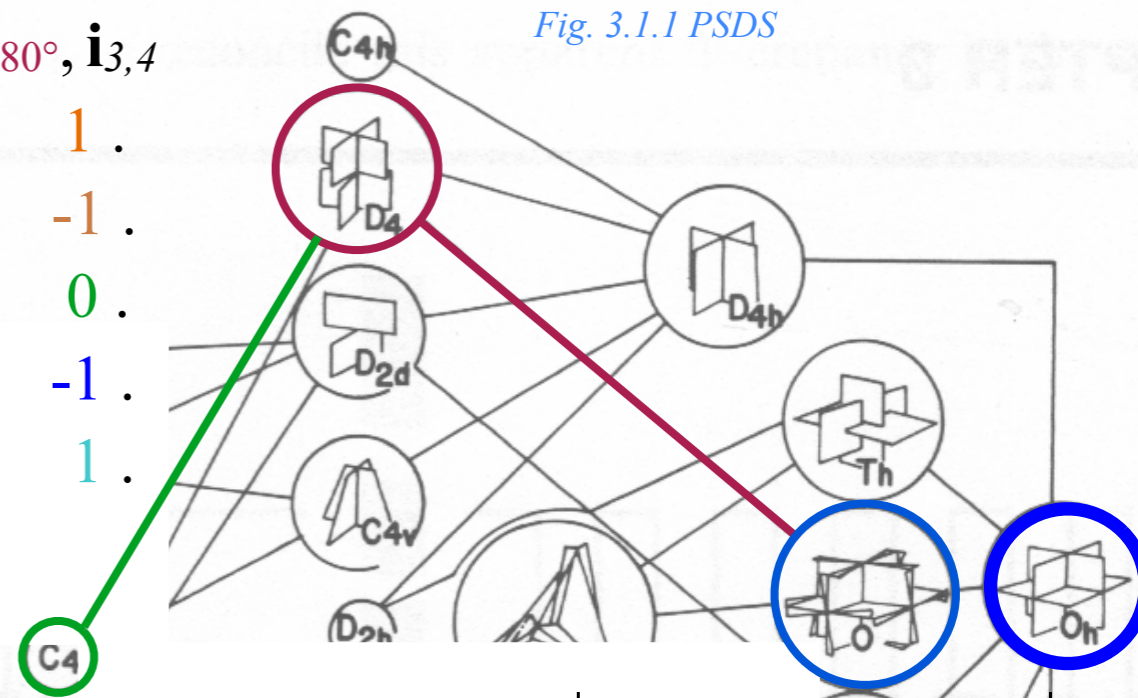 Fig. 3.1.1 PSDS
80°, i3,4
1 .
-1 .
0 .
-1 .
1 .
C4h
D4
D4h
D2d
Th
C4v
D2h
O
Oh
C4